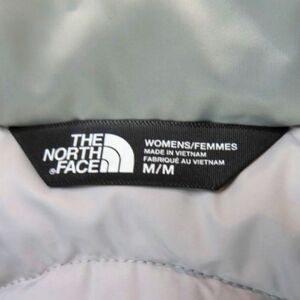 THE
NORTH
FACE
WOMENS/FEMMES
MADE IN VIETNAM
FABRIQUÉ AU VIETNAM
M/M